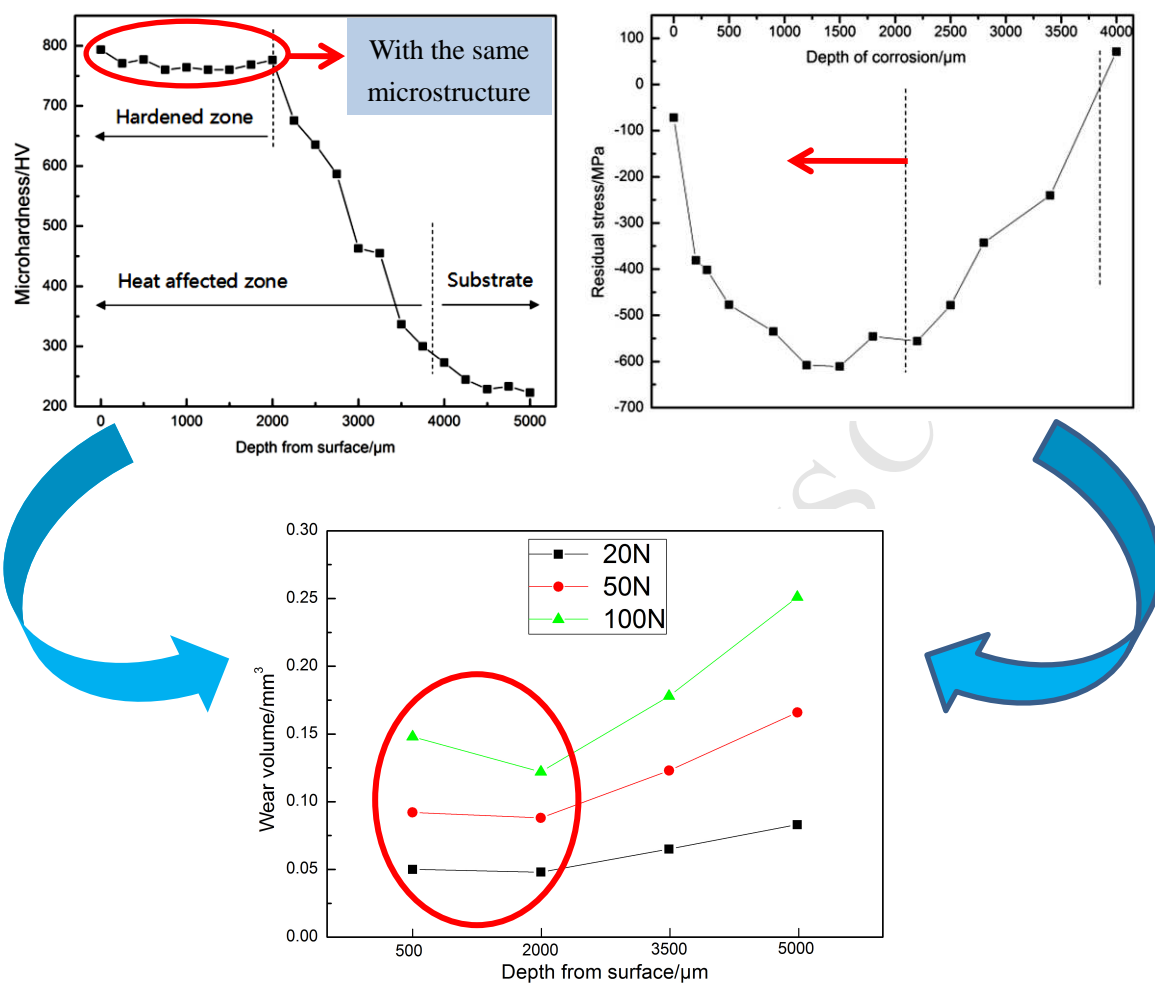 800
700
600
500
400
300
200
Microhardness/HV
With the same
microstructure
Hardened zone
Heat affected zone
Substrate
0
1000
2000
3000
4000
5000
Depth from surface/µm
0
500
1000
1500
2000
2500
3000
3500
4000
Depth of corrosion/µm
100
0
-100
-200
-300
-400
-500
-600
-700
Residual stress/MPa
SC
0.30
0.25
0.20
0.15
0.10
0.05
0.00
Wear volume/mm³
20N
50N
100N
500
2000
3500
5000
Depth from surface/µm